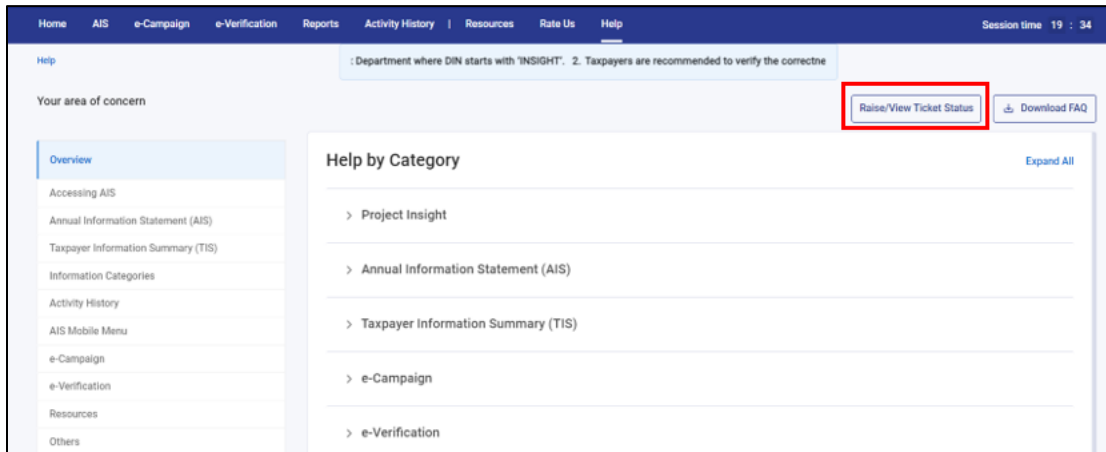 Home AIS e-Campaign e-Verification Reports Activity History | Resources Rate Us Help Session time 19 : 34
Help
: Department where DIN starts with 'INSIGHT'. 2. Taxpayers are recommended to verify the correctne
Your area of concern
Raise/View Ticket Status
Download FAQ
Overview
Accessing AIS
Annual Information Statement (AIS)
Taxpayer Information Summary (TIS)
Information Categories
Activity History
AIS Mobile Menu
e-Campaign
e-Verification
Resources
Others
Help by Category
Expand All
Project Insight
Annual Information Statement (AIS)
Taxpayer Information Summary (TIS)
e-Campaign
e-Verification